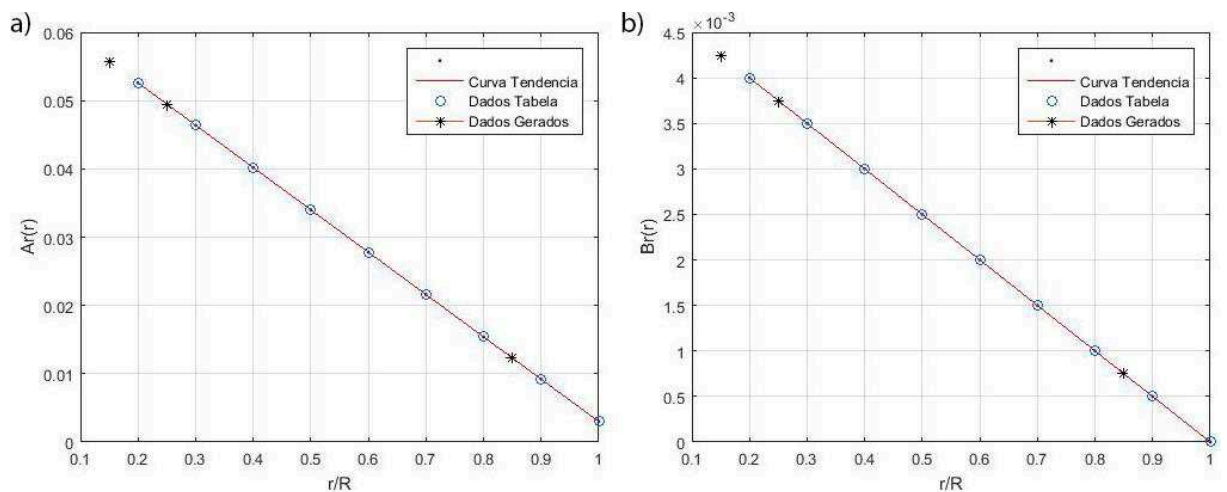 a)
Ar(r)
0.06
0.05
0.04
0.03
0.02
0.01
0
0.1 0.2 0.3 0.4 0.5 0.6 0.7 0.8 0.9 1
r/R
Curva Tendencia
Dados Tabela
Dados Gerados
b)
×10⁻³
Br(r)
4.5
4
3.5
3
2.5
2
1.5
1
0.5
0
0.1 0.2 0.3 0.4 0.5 0.6 0.7 0.8 0.9 1
r/R
Curva Tendencia
Dados Tabela
Dados Gerados